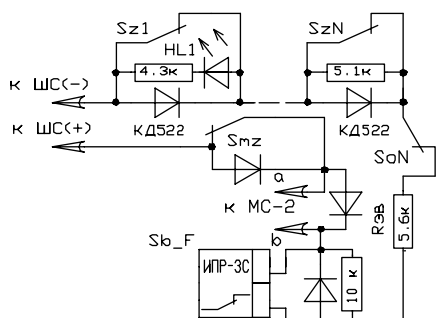 Sz1
SzN
HL1
4.3к
5.1к
к ШС(-)
КД522
КД522
к ШС(+)
Smz
SoN
a
к МС-2
Rэв
5.6к
Sb_F
b
ИПР-3С
10 к